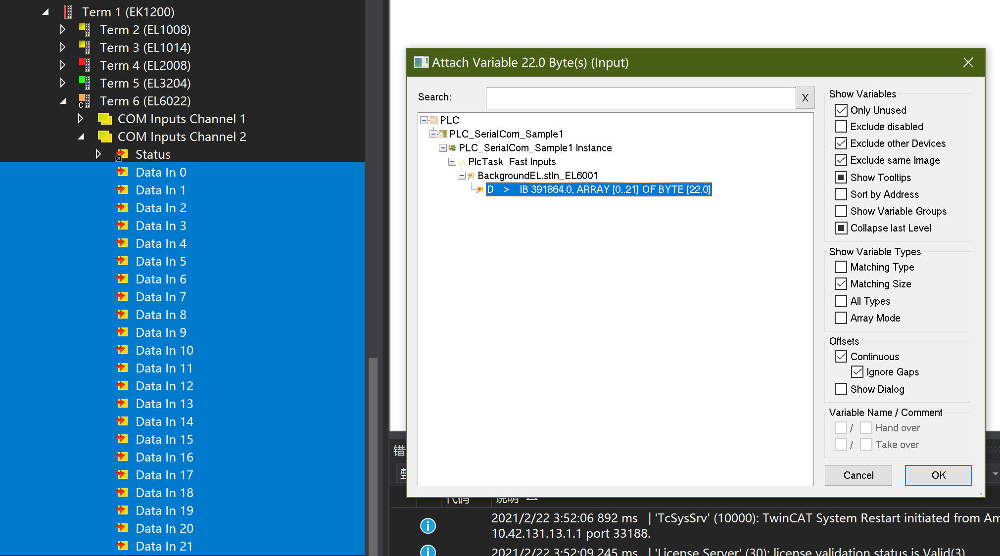 Term 1 (EK1200)
Term 2 (EL1008)
Term 3 (EL1014)
Term 4 (EL2008)
Term 5 (EL3204)
Term 6 (EL6022)
COM Inputs Channel 1
COM Inputs Channel 2
Status
Data In 0
Data In 1
Data In 2
Data In 3
Data In 4
Data In 5
Data In 6
Data In 7
Data In 8
Data In 9
Data In 10
Data In 11
Data In 12
Data In 13
Data In 14
Data In 15
Data In 16
Data In 17
Data In 18
Data In 19
Data In 20
Data In 21
Attach Variable 22.0 Byte(s) (Input)
Search:
X
PLC
PLC_SerialCom_Sample1
PLC_SerialCom_Sample1 Instance
PlcTask_Fast Inputs
BackgroundEL.stIn_EL6001
D > IB 391864.0, ARRAY [0..21] OF BYTE [22.0]
Show Variables
Only Unused
Exclude disabled
Exclude other Devices
Exclude same Image
Show Tooltips
Sort by Address
Show Variable Groups
Collapse last Level
Show Variable Types
Matching Type
Matching Size
All Types
Array Mode
Offsets
Continuous
Ignore Gaps
Show Dialog
Variable Name / Comment
/ Hand over
/ Take over
Cancel
OK
错
代码
说明
2021/2/22 3:52:06 892 ms | 'TcSysSrv' (10000): TwinCAT System Restart initiated from Am
10.42.131.13.1.1 port 33188.
2021/2/22 3:52:09 245 ms | 'License Server' (30): license validation status is Valid(3)